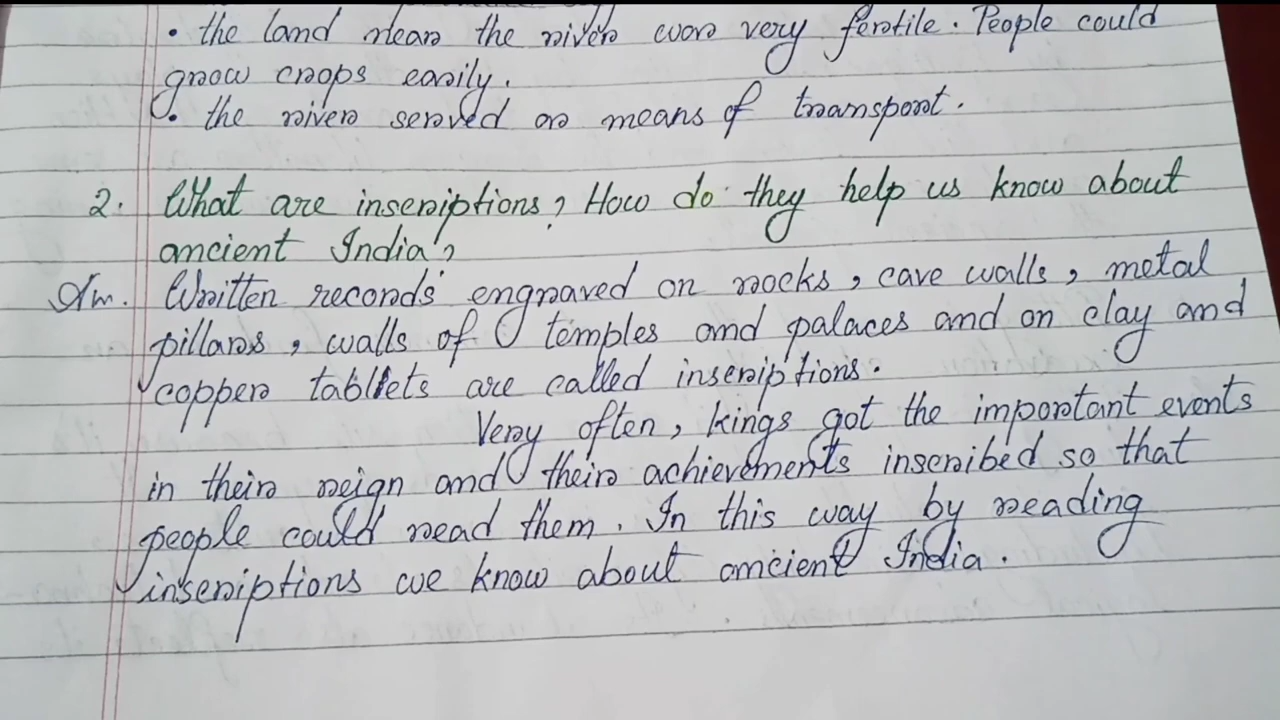 • the land near the river was very fertile. People could
grow crops easily.
• the river served as means of transport.
2. What are inscriptions? How do they help us know about
ancient India?
Ans. Written records engraved on rocks, cave walls, metal
pillars, walls of temples and palaces and on clay and
copper tablets are called inscriptions.
Very often, kings got the important events
in their reign and their achievements inscribed so that
people could read them. In this way by reading
inscriptions we know about ancient India.